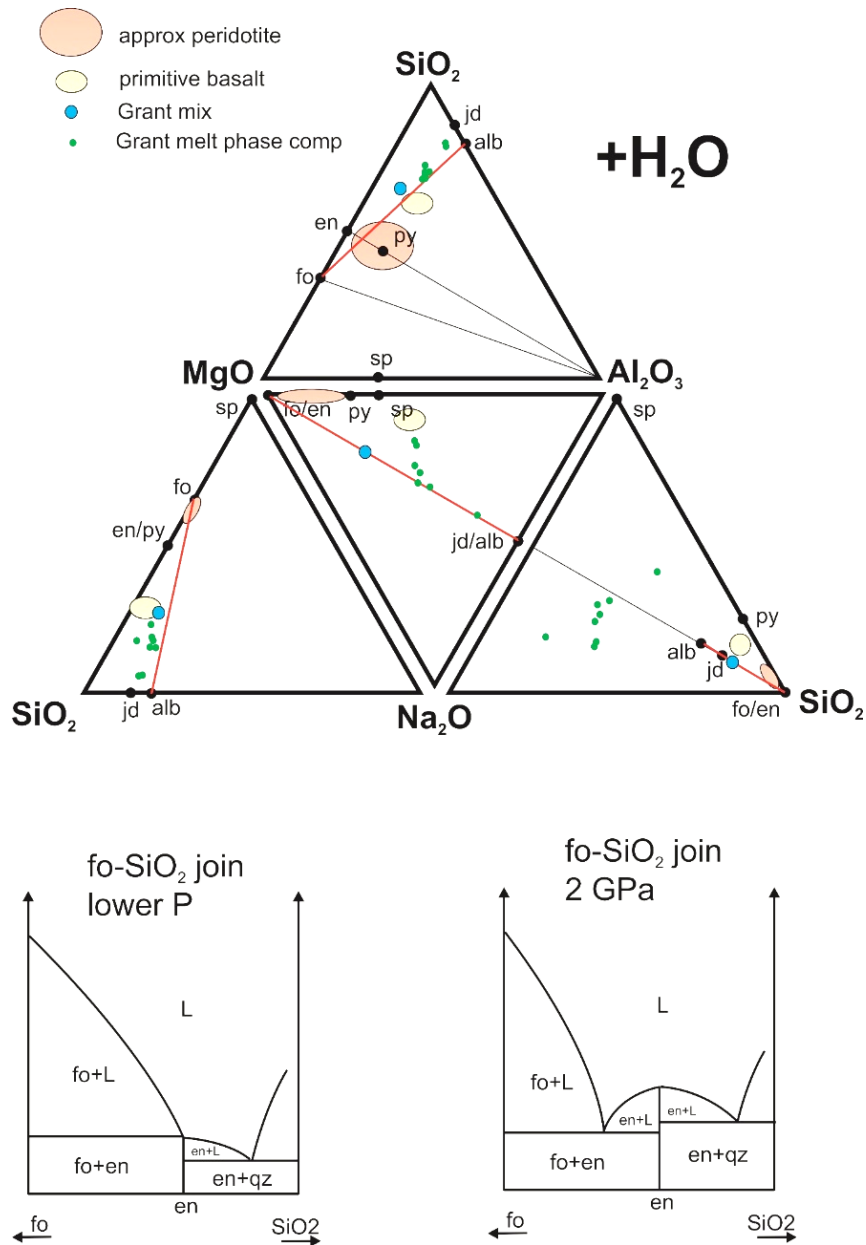 approx peridotite
primitive basalt
Grant mix
Grant melt phase comp
SiO₂
jd
alb
+H₂O
en
py
fo
sp
MgO
Al₂O₃
sp
fo/en
py
sp
sp
fo
en/py
jd/alb
py
alb
jd
SiO₂
jd
alb
Na₂O
fo/en
SiO₂
fo-SiO₂ join
lower P
L
fo+L
en+L
fo+en
en+qz
en
fo
SiO2
fo-SiO₂ join
2 GPa
L
fo+L
en+L
en+L
fo+en
en+qz
en
fo
SiO2